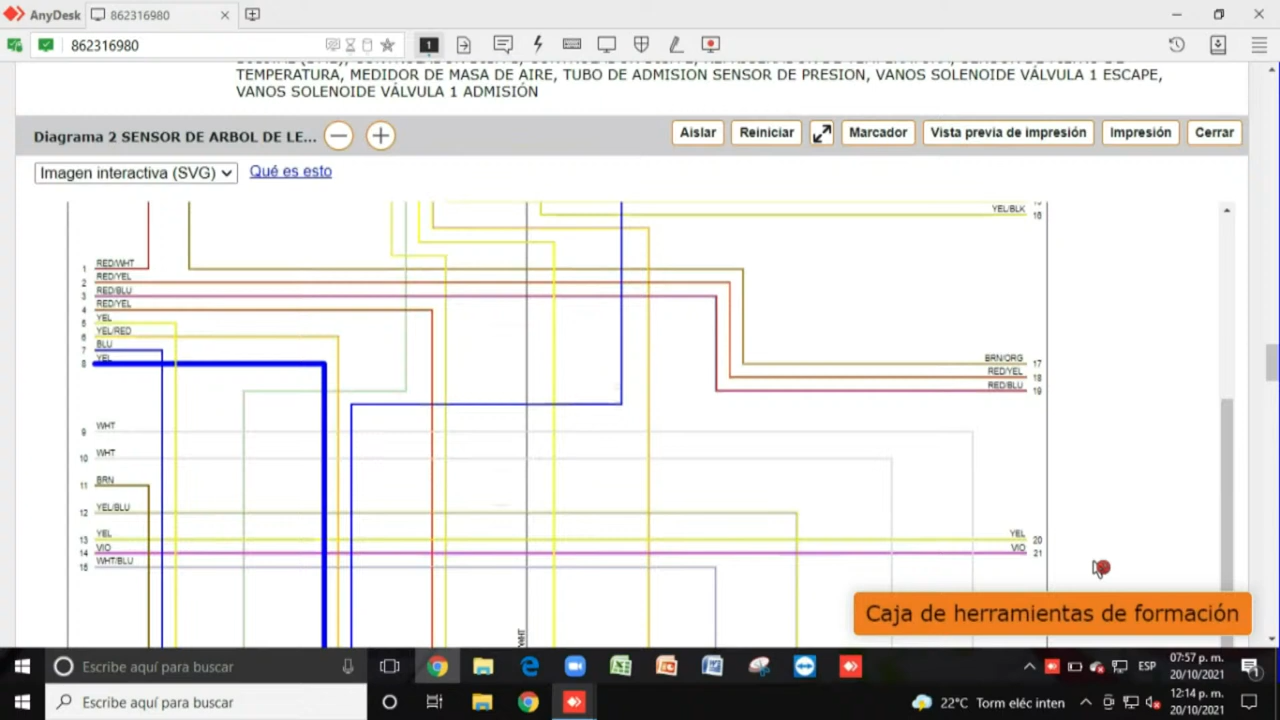 AnyDesk
862316980
862316980
1
TEMPERATURA, MEDIDOR DE MASA DE AIRE, TUBO DE ADMISION SENSOR DE PRESION, VANOS SOLENOIDE VÁLVULA 1 ESCAPE,
VANOS SOLENOIDE VÁLVULA 1 ADMISIÓN
Diagrama 2 SENSOR DE ARBOL DE LE...
Aislar
Reiniciar
Marcador
Vista previa de impresión
Impresión
Cerrar
Imagen interactiva (SVG)
Qué es esto
YEL/BLK 16
1 RED/WHT
2 RED/YEL
3 RED/BLU
4 RED/YEL
5 YEL
6 YEL/RED
7 BLU
8 YEL
BRN/ORG 17
RED/YEL 18
RED/BLU 19
9 WHT
10 WHT
11 BRN
12 YEL/BLU
13 YEL
YEL 20
14 VIO
VIO 21
15 WHT/BLU
Caja de herramientas de formación
Escribe aquí para buscar
ESP
07:57 p. m.
20/10/2021
Escribe aquí para buscar
22°C Torm eléc inten
12:14 p. m.
20/10/2021